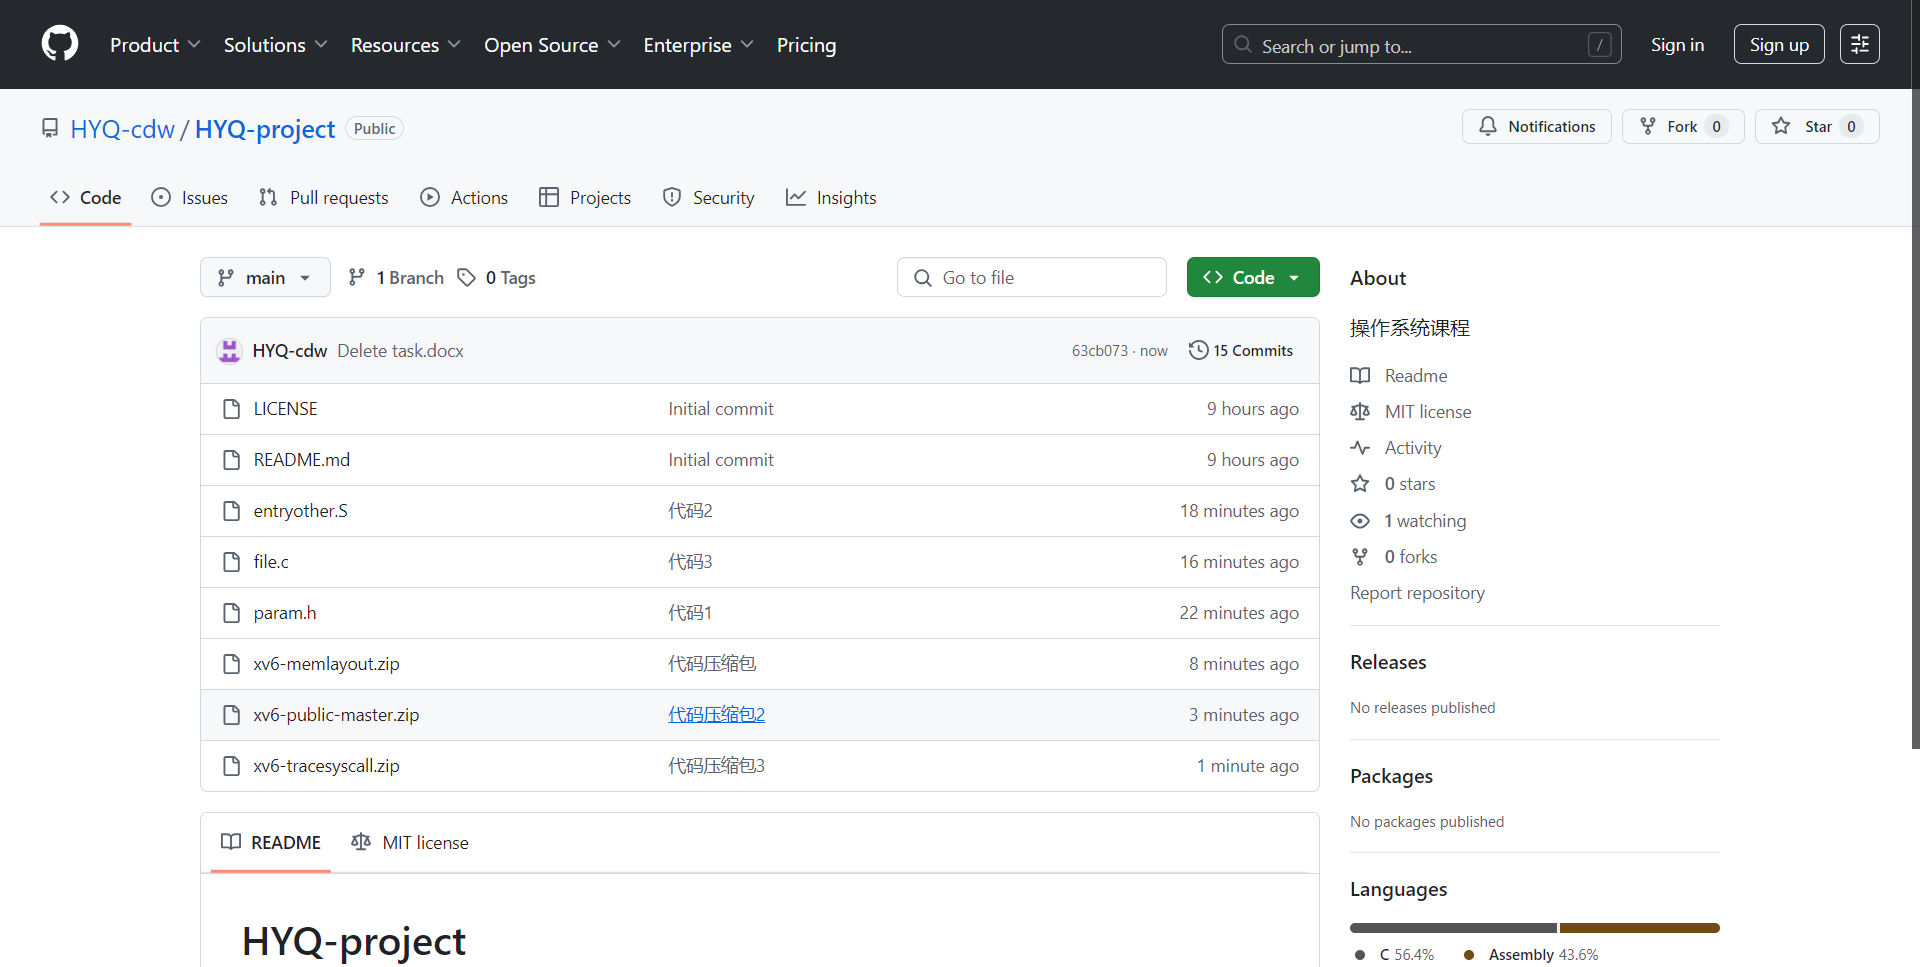 Product Solutions Resources Open Source Enterprise Pricing Search or jump to... / Sign in Sign up
HYQ-cdw / HYQ-project Public Notifications Fork 0 Star 0
Code Issues Pull requests Actions Projects Security Insights
main 1 Branch 0 Tags Go to file Code
HYQ-cdw Delete task.docx 63cb073 · now 15 Commits
LICENSE Initial commit 9 hours ago
README.md Initial commit 9 hours ago
entryother.S 代码2 18 minutes ago
file.c 代码3 16 minutes ago
param.h 代码1 22 minutes ago
xv6-memlayout.zip 代码压缩包 8 minutes ago
xv6-public-master.zip 代码压缩包2 3 minutes ago
xv6-tracesyscall.zip 代码压缩包3 1 minute ago
README MIT license
HYQ-project
About
操作系统课程
Readme
MIT license
Activity
0 stars
1 watching
0 forks
Report repository
Releases
No releases published
Packages
No packages published
Languages
C 56.4% Assembly 43.6%